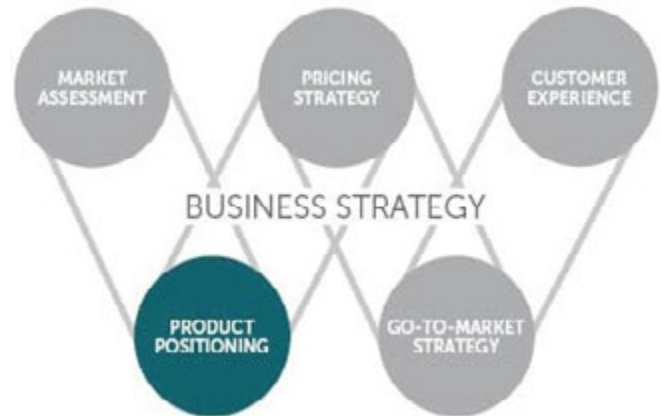 MARKET
ASSESSMENT
PRICING
STRATEGY
CUSTOMER
EXPERIENCE
BUSINESS STRATEGY
PRODUCT
POSITIONING
GO-TO-MARKET
STRATEGY